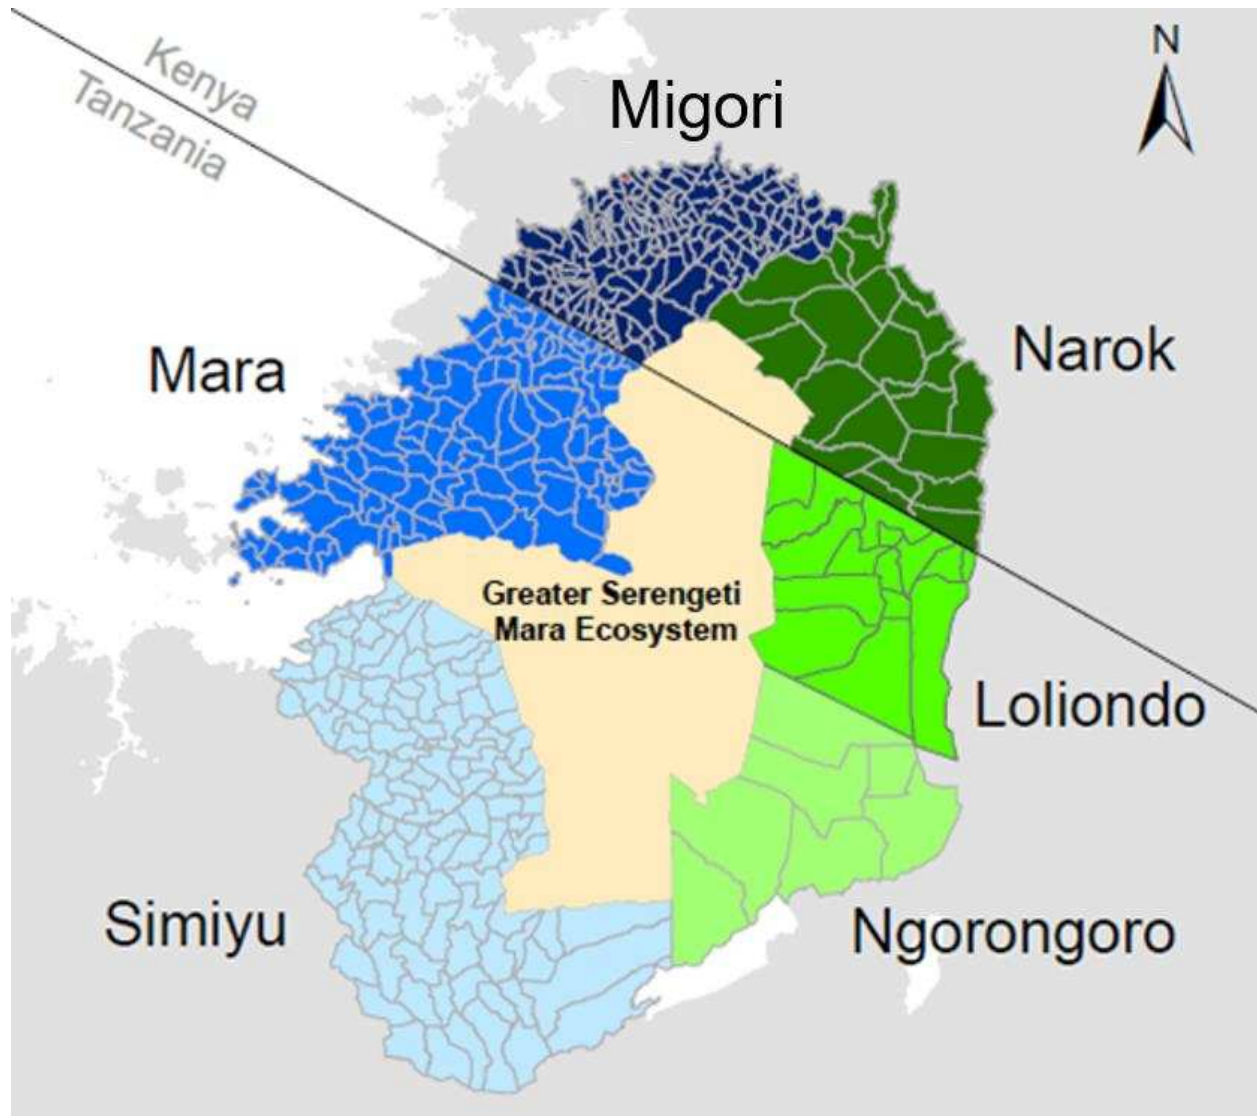 N
Kenya
Tanzania
Migori
Mara
Narok
Greater Serengeti
Mara Ecosystem
Loliondo
Simiyu
Ngorongoro